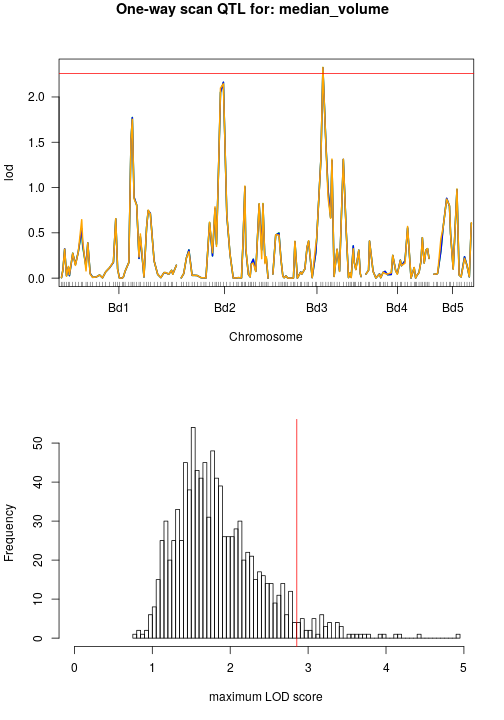 One-way scan QTL for: median_volume
lod
2.0
1.5
1.0
0.5
0.0
Bd1 Bd2 Bd3 Bd4 Bd5
Chromosome
Frequency
50
40
30
20
10
0
0 1 2 3 4 5
maximum LOD score